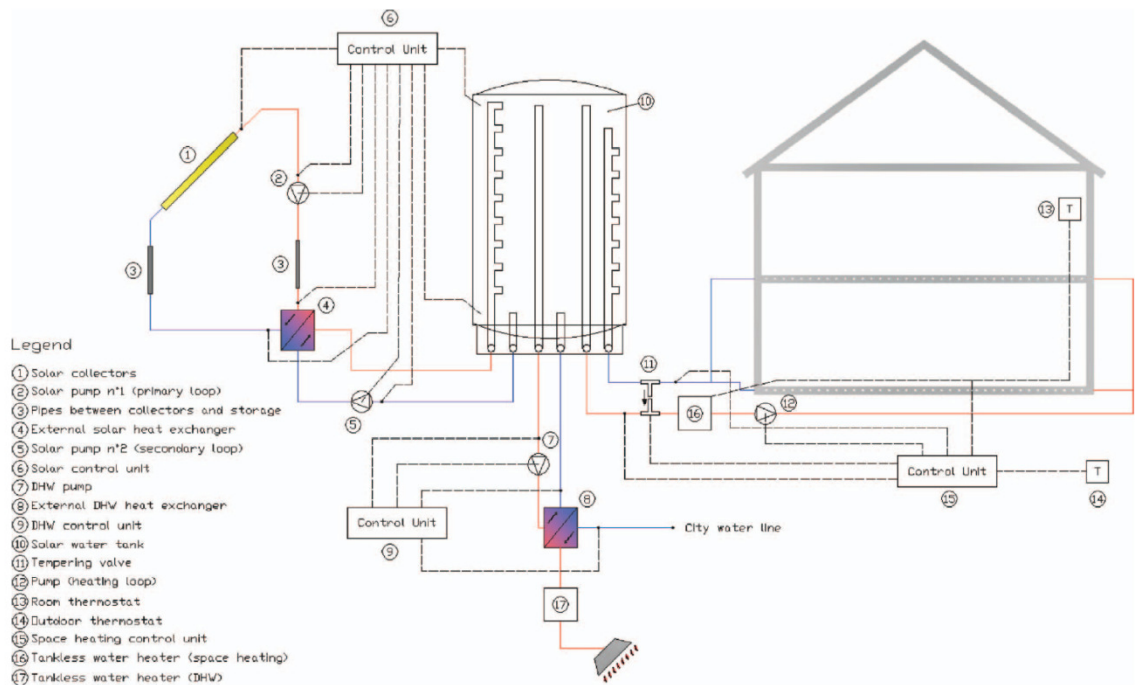 6
Control Unit
10
1
2
3
3
4
5
13 T
11
16
12
Control Unit
15
T
14
7
8
Control Unit
9
City water line
17
Legend
1 Solar collectors
2 Solar pump n°1 (primary loop)
3 Pipes between collectors and storage
4 External solar heat exchanger
5 Solar pump n°2 (secondary loop)
6 Solar control unit
7 DHW pump
8 External DHW heat exchanger
9 DHW control unit
10 Solar water tank
11 Tempering valve
12 Pump (heating loop)
13 Room thermostat
14 Outdoor thermostat
15 Space heating control unit
16 Tankless water heater (space heating)
17 Tankless water heater (DHW)